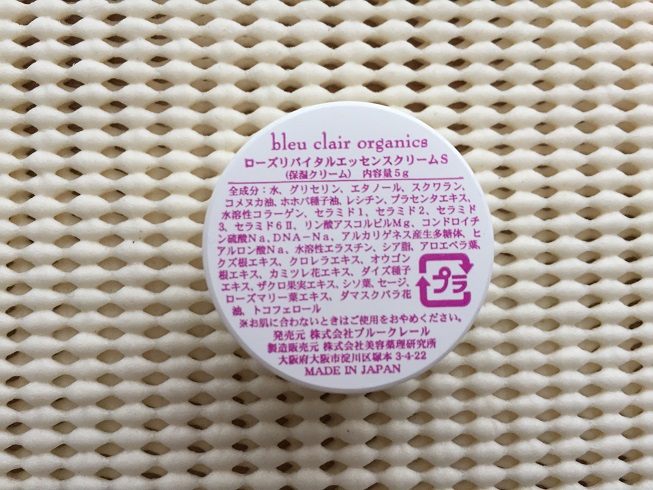 bleu clair organics
ローズリバイタルエッセンスクリームS
(保湿クリーム) 内容量5g
全成分:水、グリセリン、エタノール、スクワラン、
コメヌカ油、ホホバ種子油、レシチン、プラセンタエキス、
水溶性コラーゲン、セラミド1、セラミド2、セラミド
3、セラミド6Ⅱ、リン酸アスコルビルMg、コンドロイチ
ン硫酸Na、DNA-Na、アルカリゲネス産生多糖体、ヒ
アルロン酸Na、水溶性エラスチン、シア脂、アロエベラ葉、
クズ根エキス、クロレラエキス、オウゴン
根エキス、カミツレ花エキス、ダイズ種子
エキス、ザクロ果実エキス、シソ葉、セージ、
ローズマリー葉エキス、ダマスクバラ花
油、トコフェロール
プラ
※お肌に合わないときはご使用をおやめください。
発売元 株式会社ブルークレール
製造販売元 株式会社美容薬理研究所
大阪府大阪市淀川区塚本3-4-22
MADE IN JAPAN